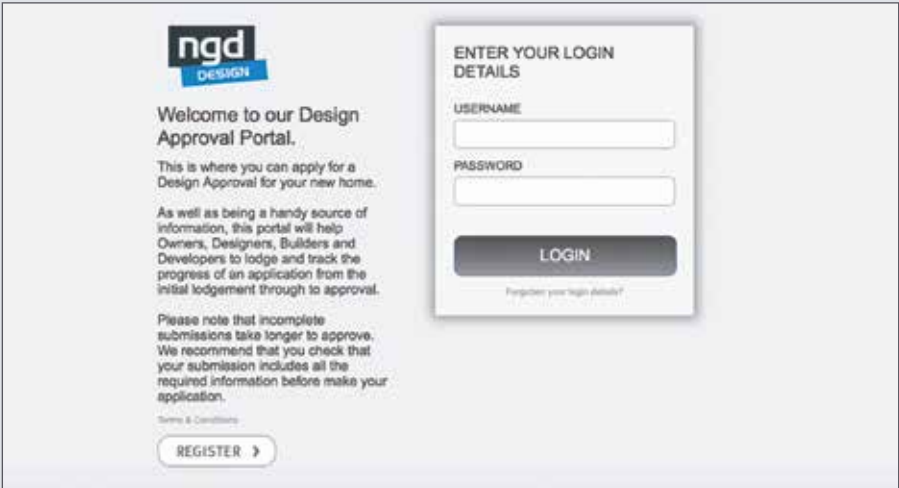 ngd
DESIGN
Welcome to our Design
Approval Portal.
This is where you can apply for a
Design Approval for your new home.
As well as being a handy source of
information, this portal will help
Owners, Designers, Builders and
Developers to lodge and track the
progress of an application from the
initial lodgement through to approval.
Please note that incomplete
submissions take longer to approve.
We recommend that you check that
your submission includes all the
required information before make your
application.
Terms & Conditions
REGISTER
ENTER YOUR LOGIN
DETAILS
USERNAME
PASSWORD
LOGIN
Forgotten your login details?